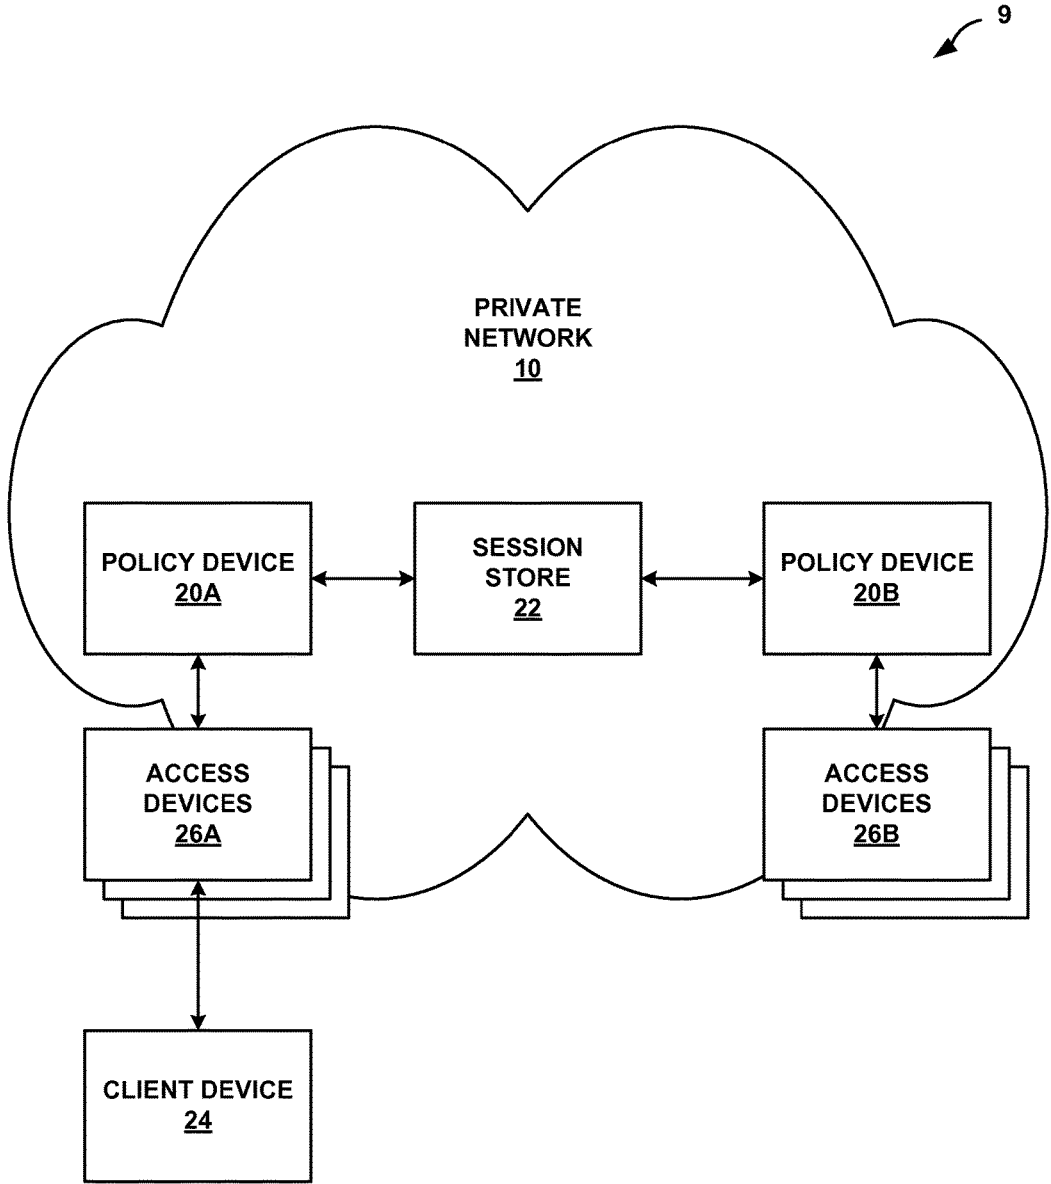 9
PRIVATE
NETWORK
10
POLICY DEVICE
20A
SESSION
STORE
22
POLICY DEVICE
20B
ACCESS
DEVICES
26A
ACCESS
DEVICES
26B
CLIENT DEVICE
24